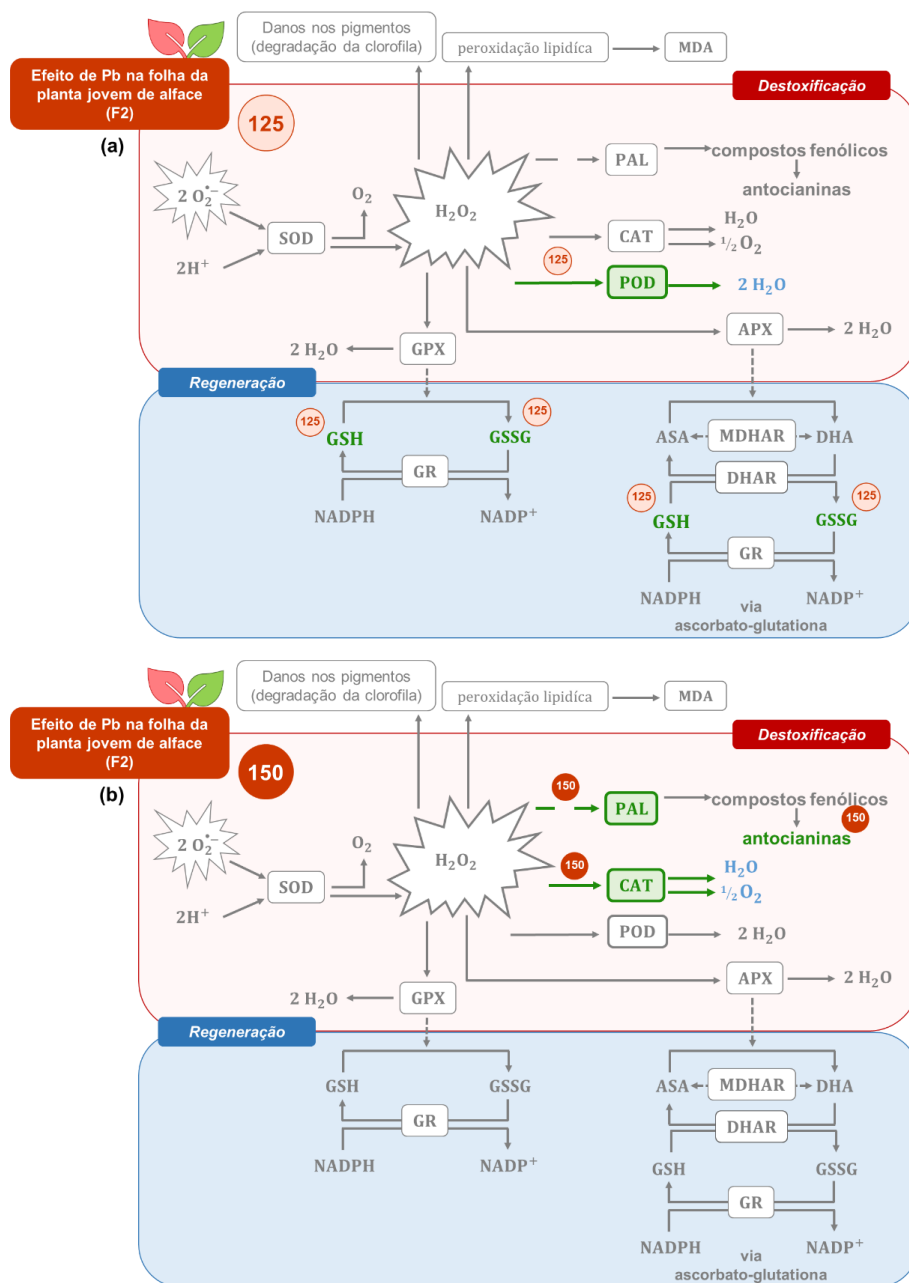 Danos nos pigmentos
(degradação da clorofila)
peroxidação lipidíca
MDA
Efeito de Pb na folha da
planta jovem de alface
(F2)
Destoxificação
(a)
125
PAL
compostos fenólicos
antocianinas
2 O₂•−
O₂
H₂O₂
H₂O
SOD
CAT
½ O₂
2H⁺
125
POD
2 H₂O
APX
2 H₂O
2 H₂O
GPX
Regeneração
125
GSH
125
GSSG
ASA
MDHAR
DHA
GR
DHAR
NADPH
NADP⁺
125
GSH
125
GSSG
GR
NADPH
NADP⁺
via
ascorbato-glutationa
Danos nos pigmentos
(degradação da clorofila)
peroxidação lipidíca
MDA
Efeito de Pb na folha da
planta jovem de alface
(F2)
Destoxificação
(b)
150
150
PAL
compostos fenólicos
150
antocianinas
2 O₂•−
O₂
H₂O₂
150
H₂O
SOD
CAT
½ O₂
2H⁺
POD
2 H₂O
APX
2 H₂O
2 H₂O
GPX
Regeneração
GSH
GSSG
ASA
MDHAR
DHA
GR
DHAR
NADPH
NADP⁺
GSH
GSSG
GR
NADPH
NADP⁺
via
ascorbato-glutationa